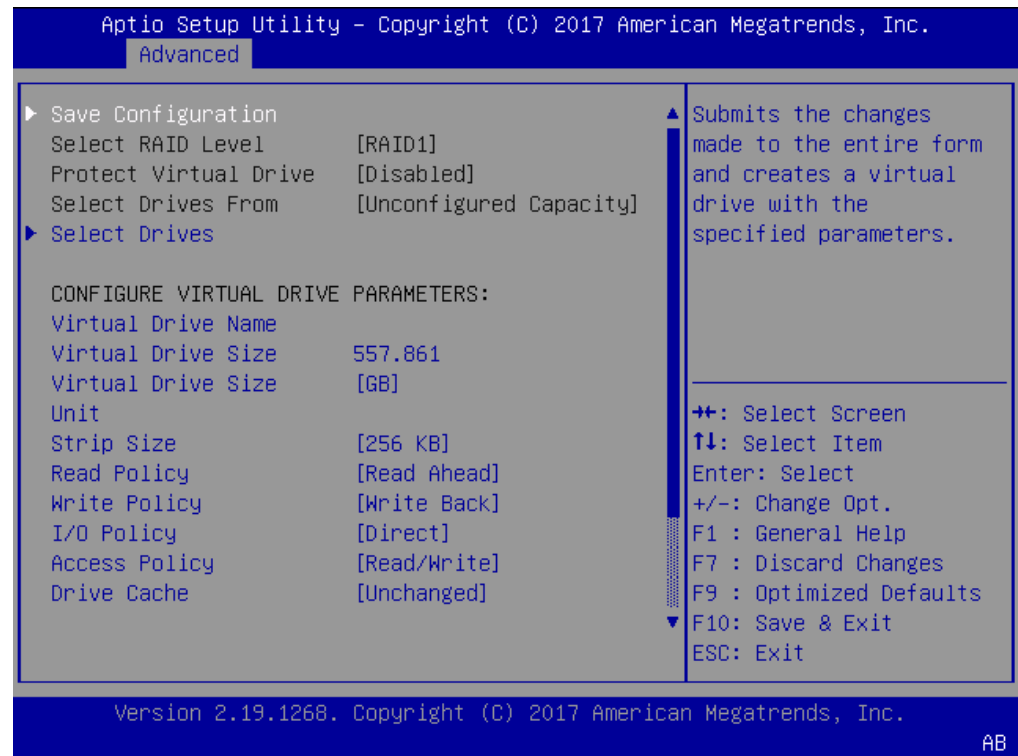 Aptio Setup Utility – Copyright (C) 2017 American Megatrends, Inc.
Advanced
Save Configuration
Select RAID Level [RAID1]
Protect Virtual Drive [Disabled]
Select Drives From [Unconfigured Capacity]
Select Drives
CONFIGURE VIRTUAL DRIVE PARAMETERS:
Virtual Drive Name
Virtual Drive Size 557.861
Virtual Drive Size [GB]
Unit
Strip Size [256 KB]
Read Policy [Read Ahead]
Write Policy [Write Back]
I/O Policy [Direct]
Access Policy [Read/Write]
Drive Cache [Unchanged]
Submits the changes
made to the entire form
and creates a virtual
drive with the
specified parameters.
→←: Select Screen
↑↓: Select Item
Enter: Select
+/-: Change Opt.
F1 : General Help
F7 : Discard Changes
F9 : Optimized Defaults
F10: Save & Exit
ESC: Exit
Version 2.19.1268. Copyright (C) 2017 American Megatrends, Inc.
AB